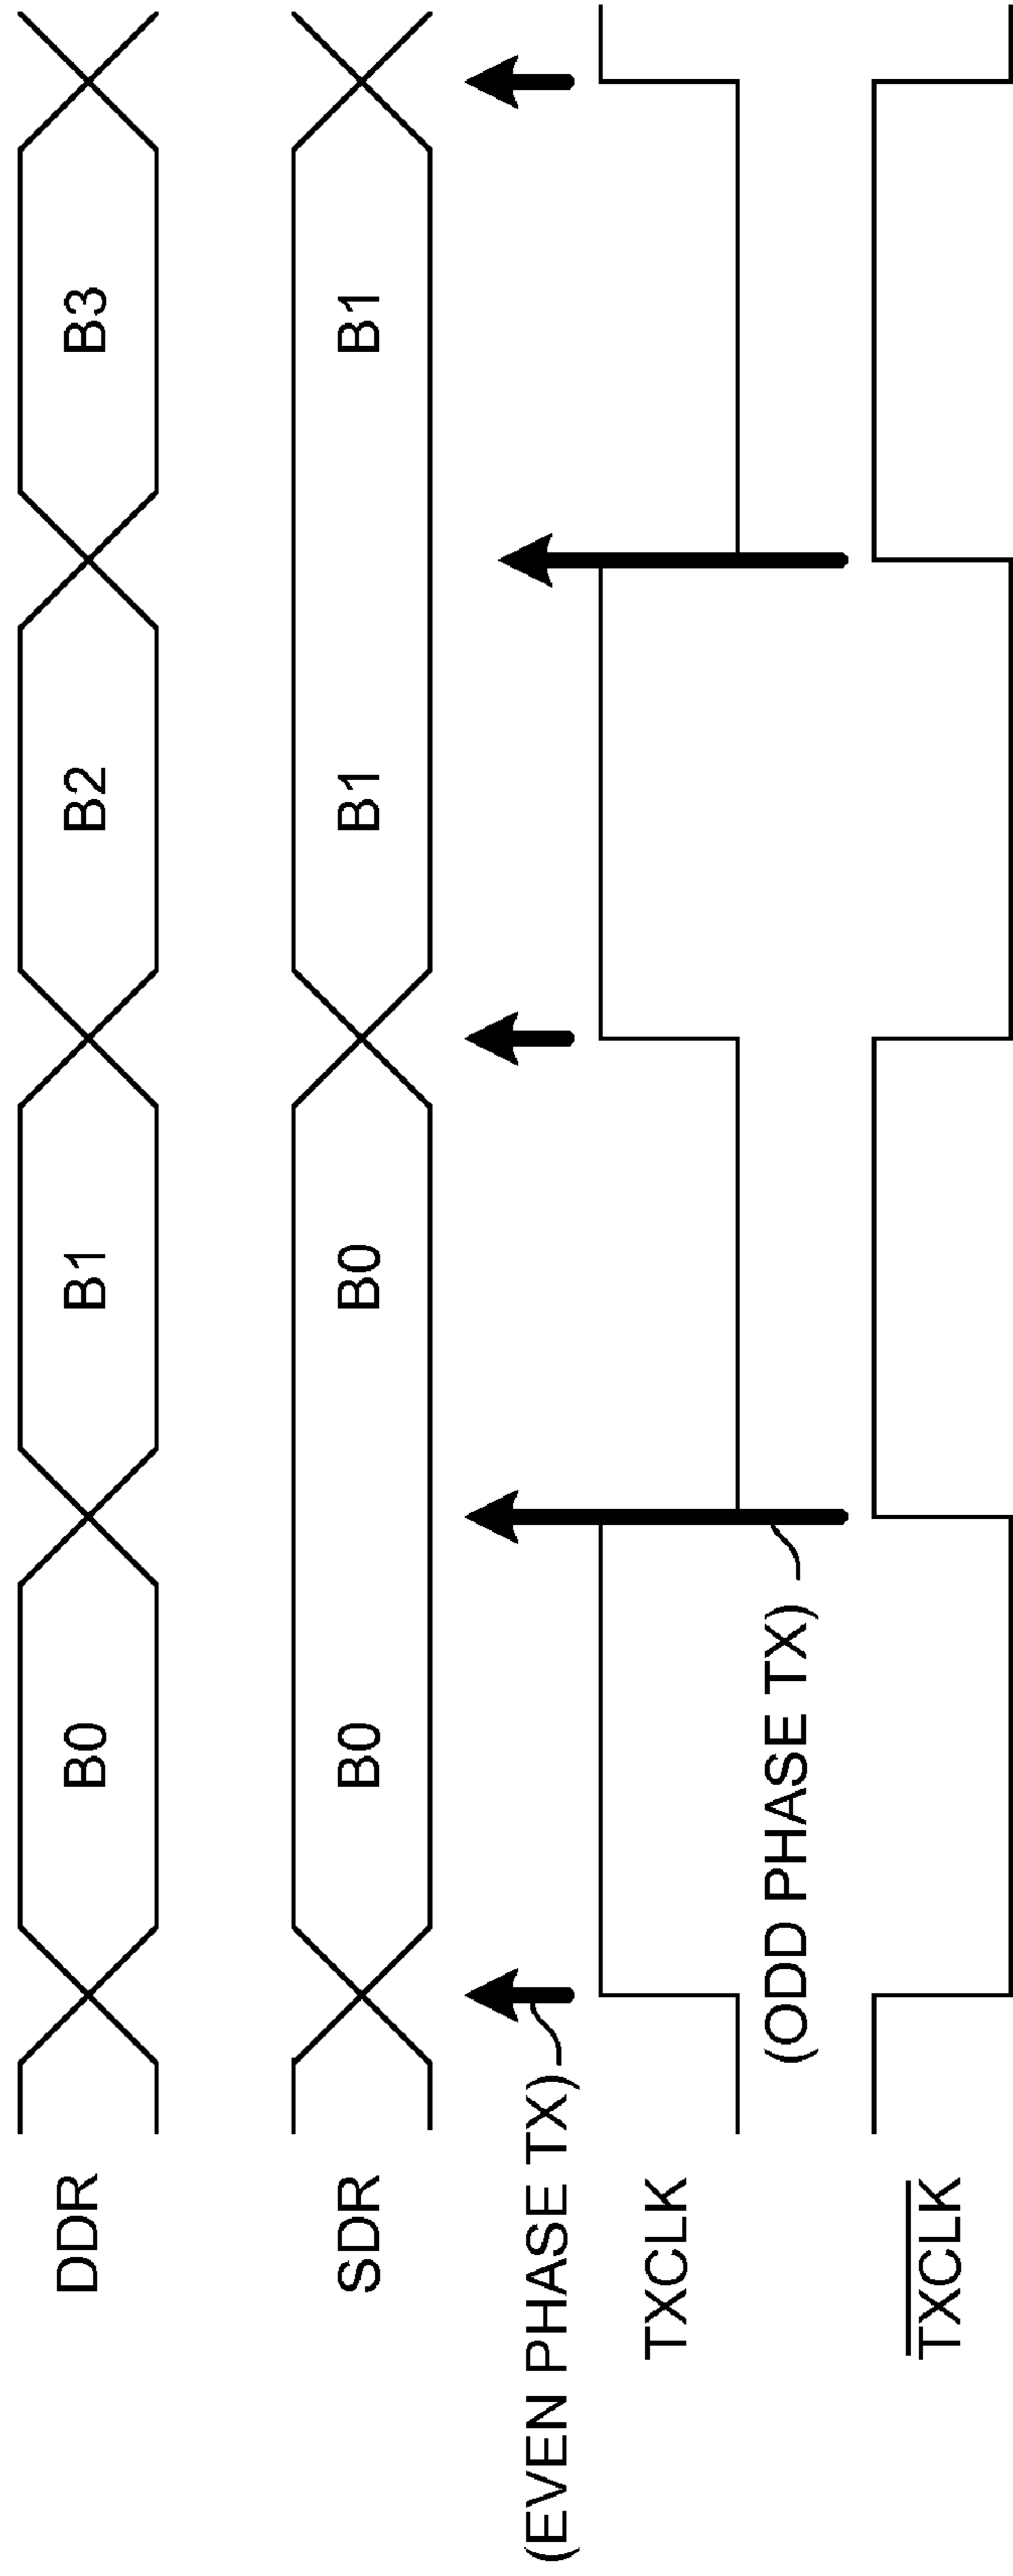 DDR B0 B1 B2 B3
SDR B0 B0 B1 B1
(EVEN PHASE TX)
TXCLK
(ODD PHASE TX)
TXCLK